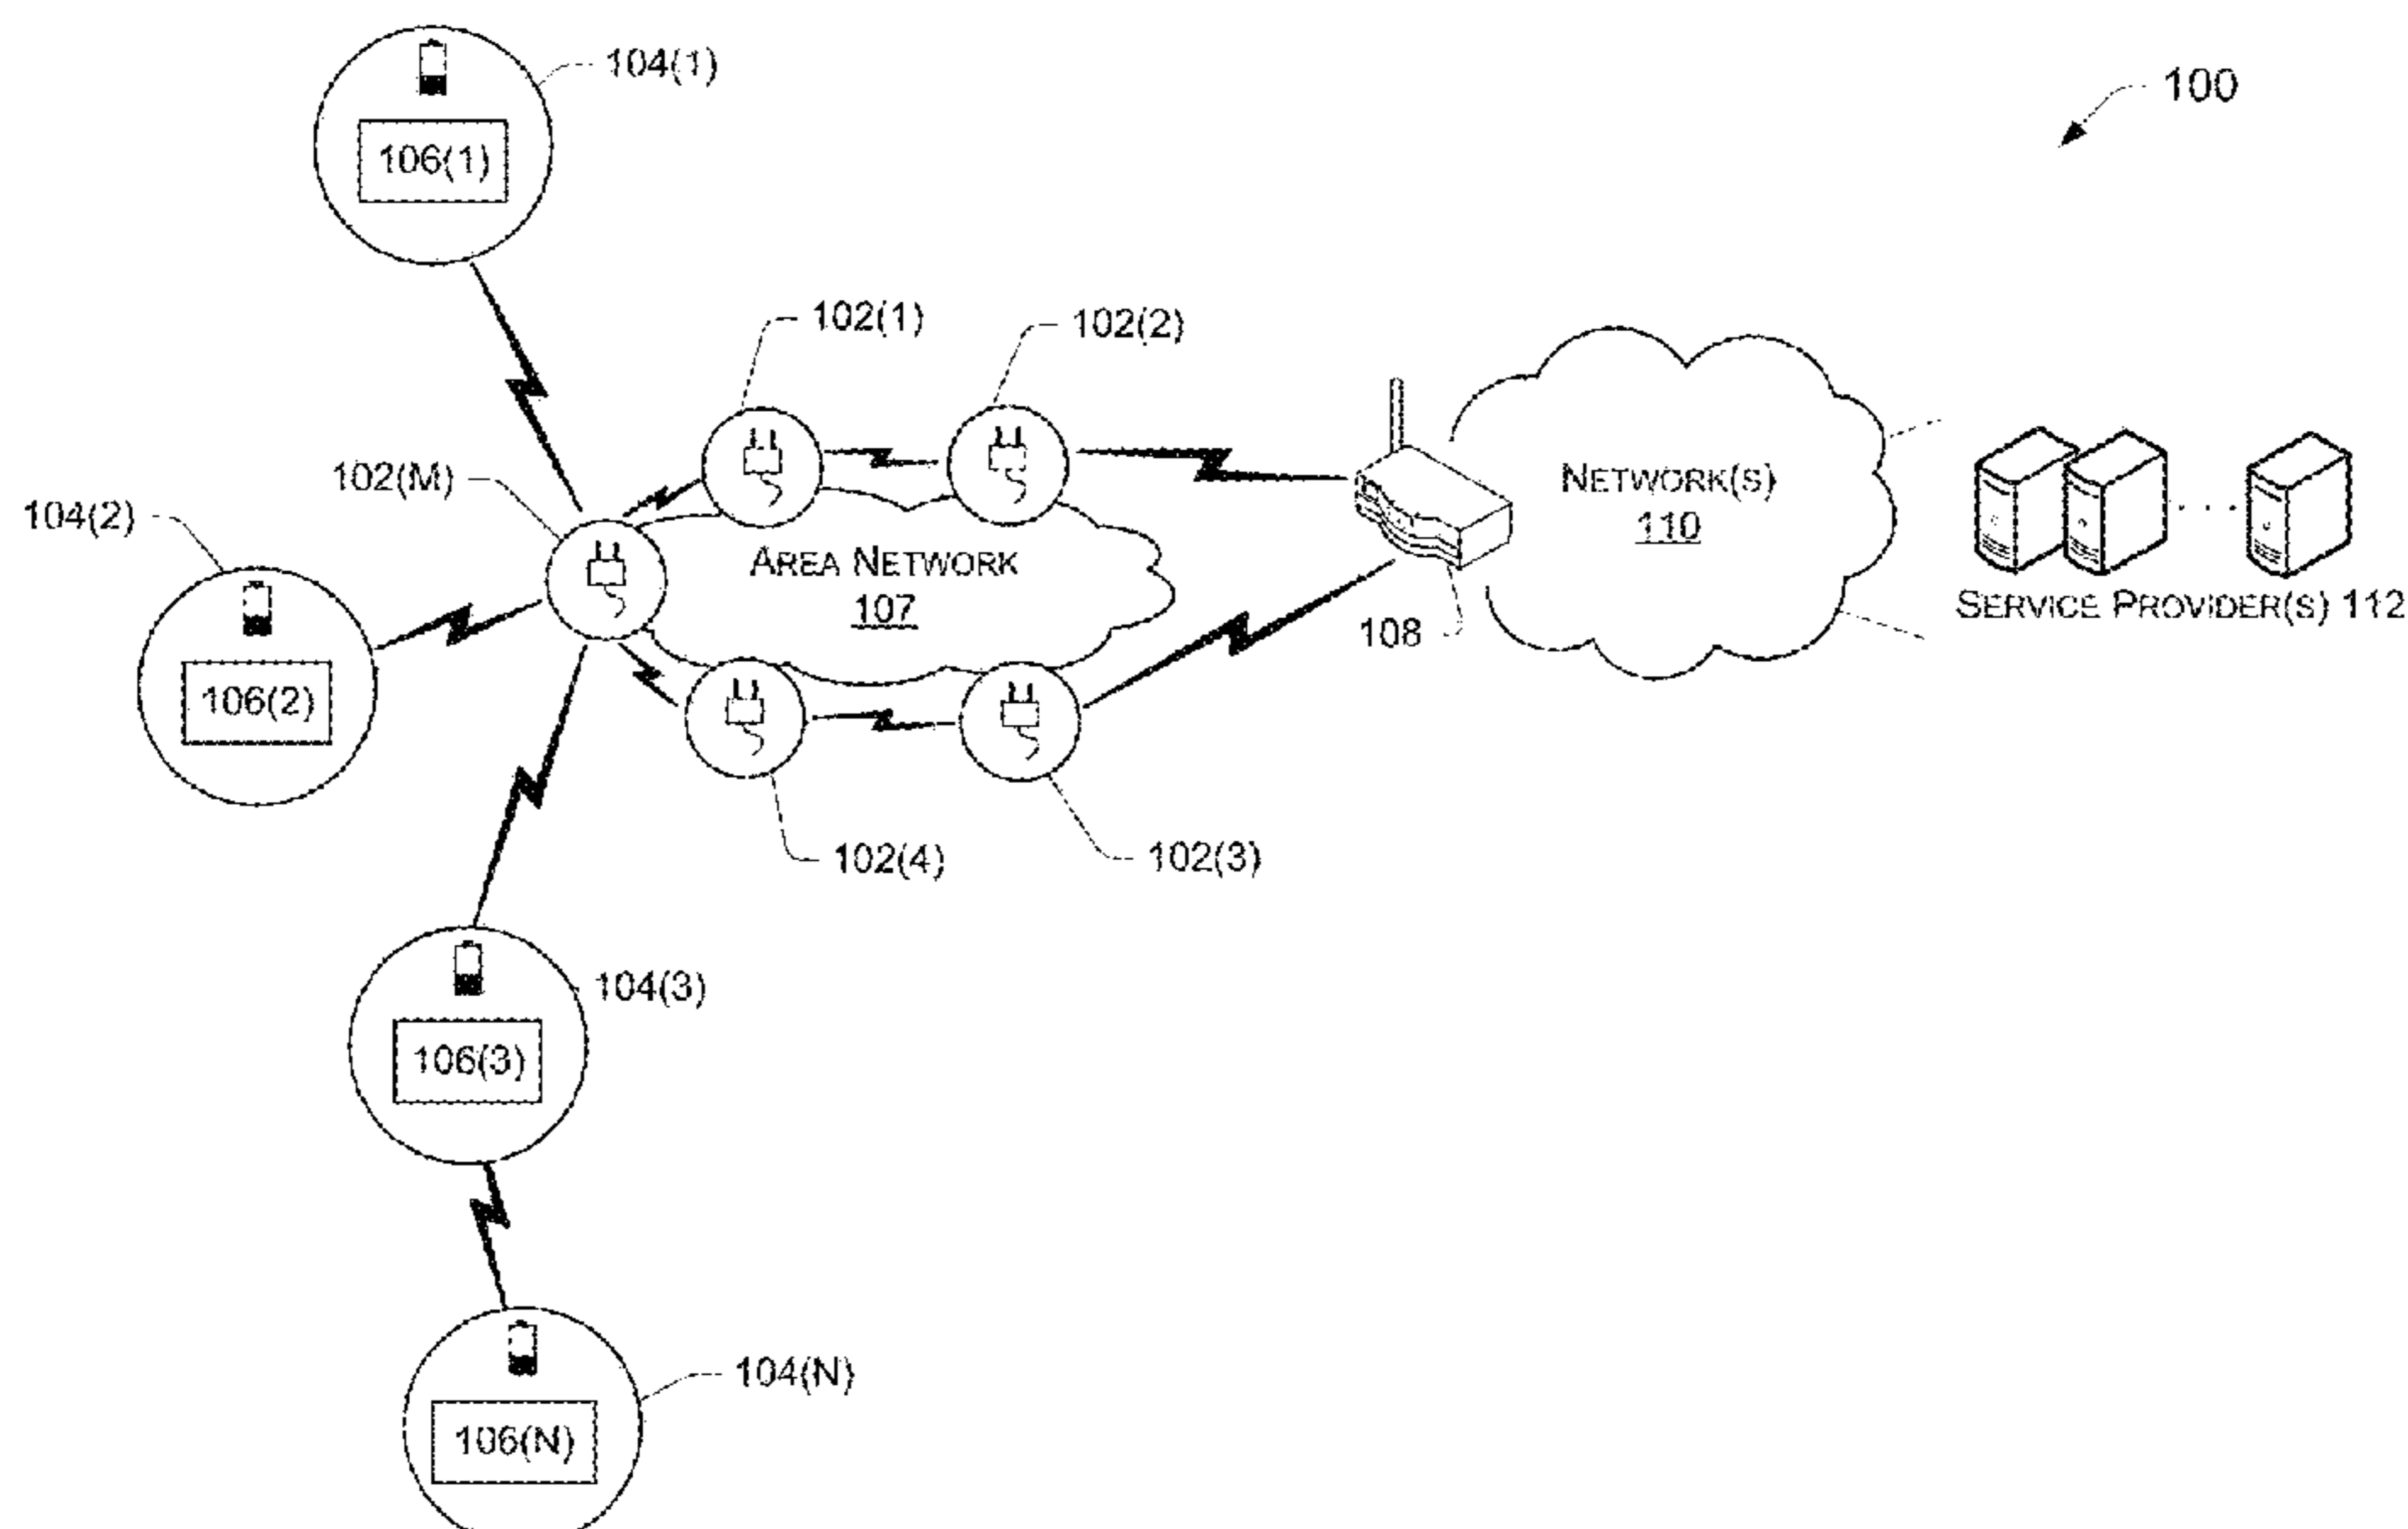 104(1)
100
106(1)
102(1)
102(2)
102(M)
NETWORK(S)
110
104(2)
AREA NETWORK
107
108
SERVICE PROVIDER(S) 112
106(2)
102(4)
102(3)
104(3)
106(3)
104(N)
106(N)